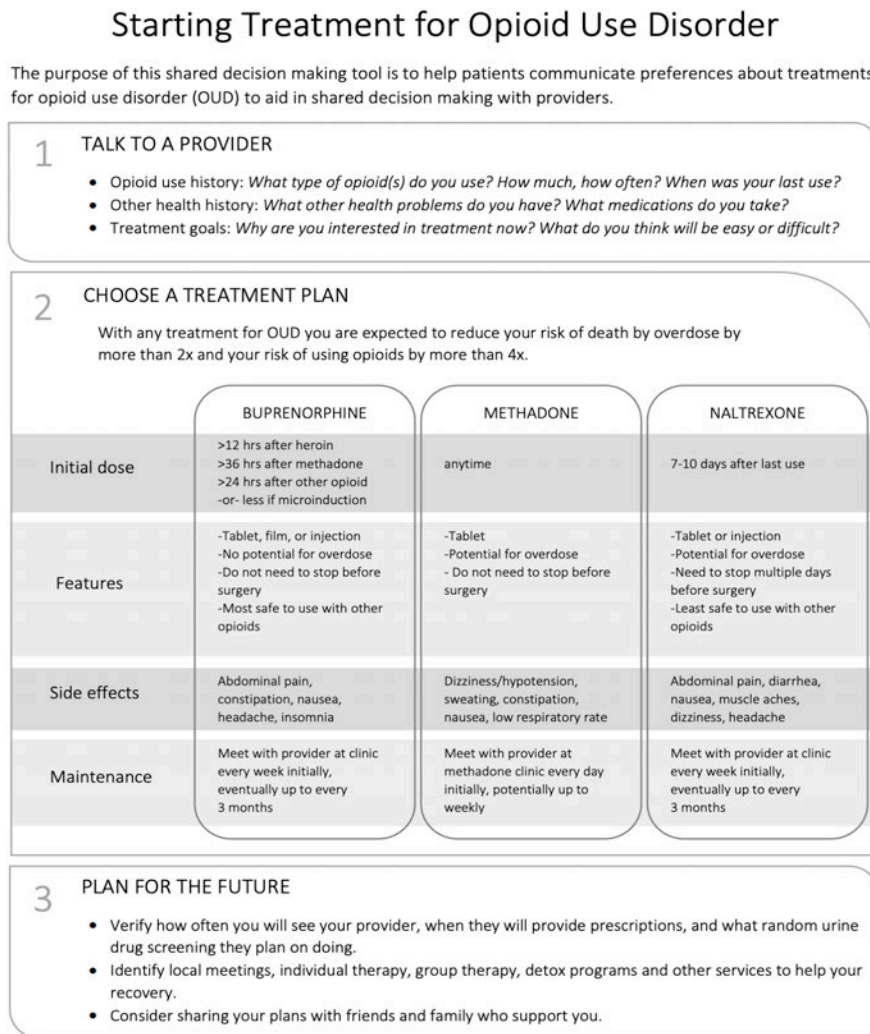 Starting Treatment for Opioid Use Disorder
The purpose of this shared decision making tool is to help patients communicate preferences about treatments
for opioid use disorder (OUD) to aid in shared decision making with providers.
1
TALK TO A PROVIDER
• Opioid use history: What type of opioid(s) do you use? How much, how often? When was your last use?
• Other health history: What other health problems do you have? What medications do you take?
• Treatment goals: Why are you interested in treatment now? What do you think will be easy or difficult?
2
CHOOSE A TREATMENT PLAN
With any treatment for OUD you are expected to reduce your risk of death by overdose by
more than 2x and your risk of using opioids by more than 4x.
BUPRENORPHINE
METHADONE
NALTREXONE
Initial dose
>12 hrs after heroin
>36 hrs after methadone
>24 hrs after other opioid
-or- less if microinduction
anytime
7-10 days after last use
Features
-Tablet, film, or injection
-No potential for overdose
-Do not need to stop before
surgery
-Most safe to use with other
opioids
-Tablet
-Potential for overdose
- Do not need to stop before
surgery
-Tablet or injection
-Potential for overdose
-Need to stop multiple days
before surgery
-Least safe to use with other
opioids
Side effects
Abdominal pain,
constipation, nausea,
headache, insomnia
Dizziness/hypotension,
sweating, constipation,
nausea, low respiratory rate
Abdominal pain, diarrhea,
nausea, muscle aches,
dizziness, headache
Maintenance
Meet with provider at clinic
every week initially,
eventually up to every
3 months
Meet with provider at
methadone clinic every day
initially, potentially up to
weekly
Meet with provider at clinic
every week initially,
eventually up to every
3 months
3
PLAN FOR THE FUTURE
• Verify how often you will see your provider, when they will provide prescriptions, and what random urine
drug screening they plan on doing.
• Identify local meetings, individual therapy, group therapy, detox programs and other services to help your
recovery.
• Consider sharing your plans with friends and family who support you.